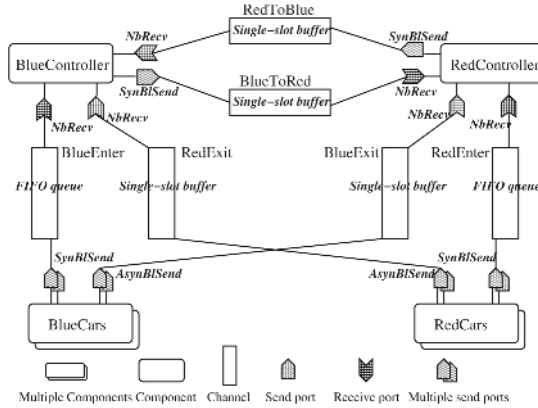 RedToBlue
NbRecv
Single-slot buffer
SynBlSend
BlueController
RedController
BlueToRed
SynBlSend
Single-slot buffer
NbRecv
NbRecv
NbRecv
NbRecv
NbRecv
BlueEnter
RedExit
BlueExit
RedEnter
FIFO queue
Single-slot buffer
Single-slot buffer
FIFO queue
SynBlSend
AsynBlSend
AsynBlSend
SynBlSend
BlueCars
RedCars
Multiple Components
Component
Channel
Send port
Receive port
Multiple send ports